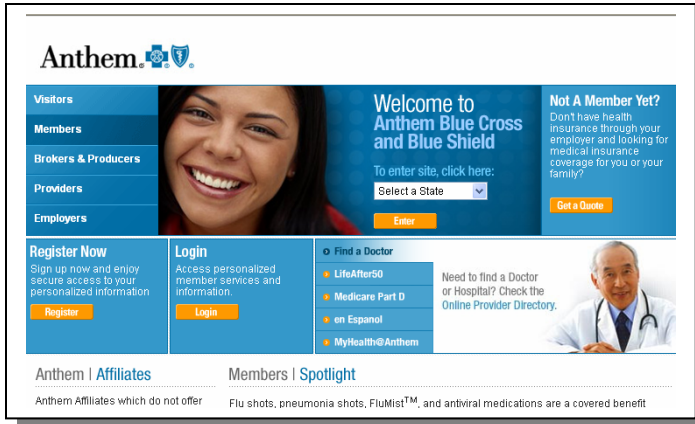 Anthem.
Visitors
Members
Brokers & Producers
Providers
Employers
Welcome to
Anthem Blue Cross
and Blue Shield
To enter site, click here:
Select a State
Enter
Not A Member Yet?
Don't have health
insurance through your
employer and looking for
medical insurance
coverage for you or your
family?
Get a Quote
Register Now
Sign up now and enjoy
secure access to your
personalized information
Register
Login
Access personalized
member services and
information.
Login
Find a Doctor
LifeAfter50
Medicare Part D
en Espanol
MyHealth@Anthem
Need to find a Doctor
or Hospital? Check the
Online Provider Directory.
Anthem | Affiliates
Anthem Affiliates which do not offer
Members | Spotlight
Flu shots, pneumonia shots, FluMist™, and antiviral medications are a covered benefit